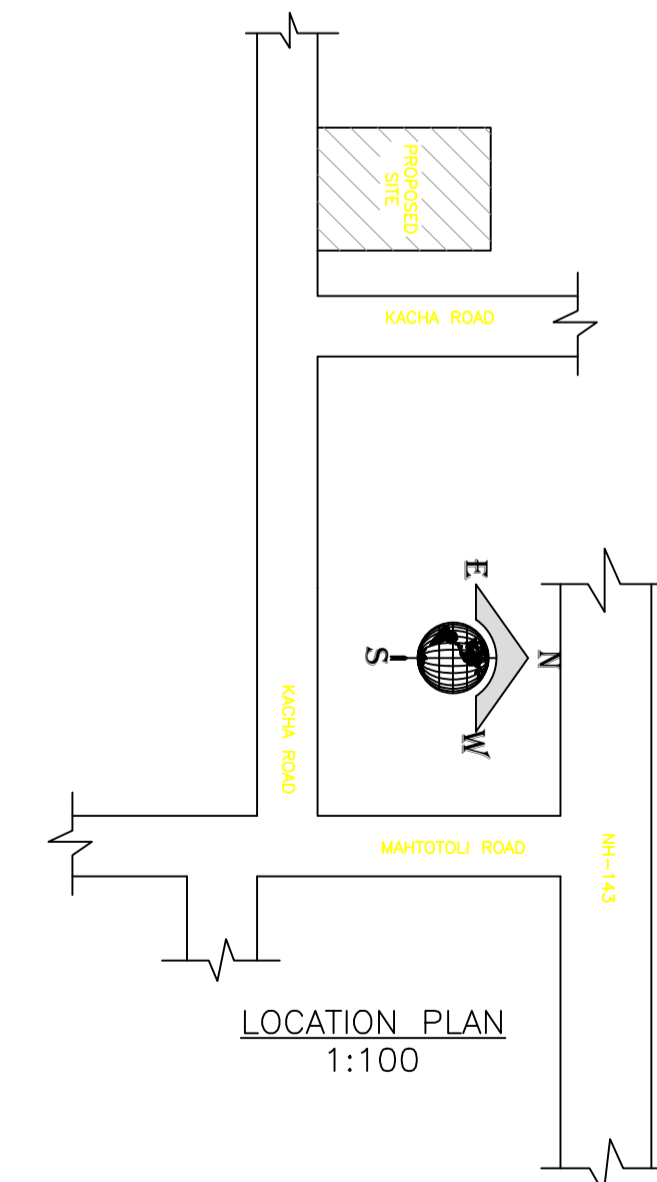 PROPOSED
SITE
KACHA ROAD
E
N
S
W
KACHA ROAD
MAHTOTOLI ROAD
NH-143
LOCATION PLAN
1:100